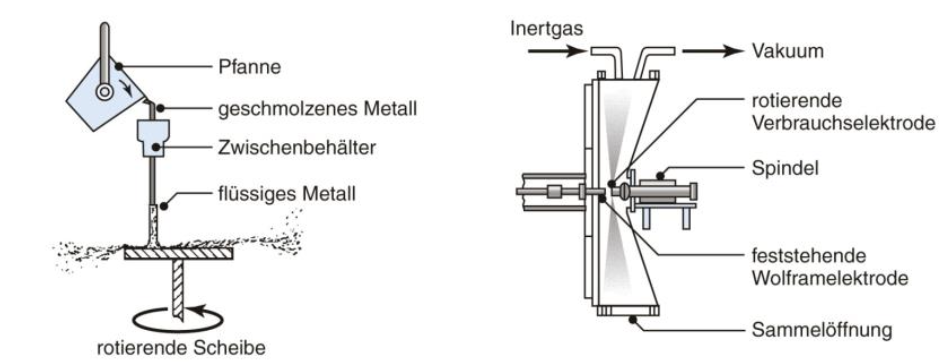 Pfanne
geschmolzenes Metall
Zwischenbehälter
flüssiges Metall
rotierende Scheibe
Inertgas
Vakuum
rotierende
Verbrauchselektrode
Spindel
feststehende
Wolframelektrode
Sammelöffnung